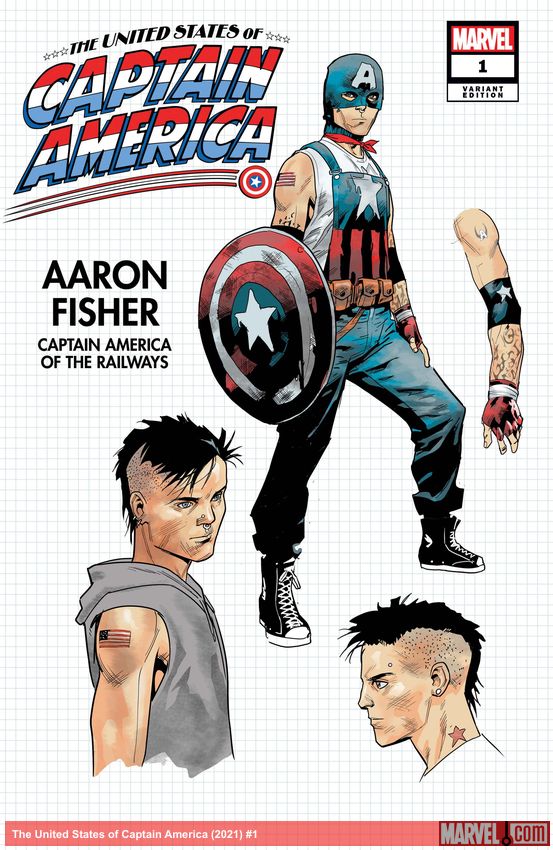 THE UNITED STATES OF
CAPTAIN
AMERICA
MARVEL
1
VARIANT
EDITION
A
AARON
FISHER
CAPTAIN AMERICA
OF THE RAILWAYS
The United States of Captain America (2021) #1
MARVEL.com